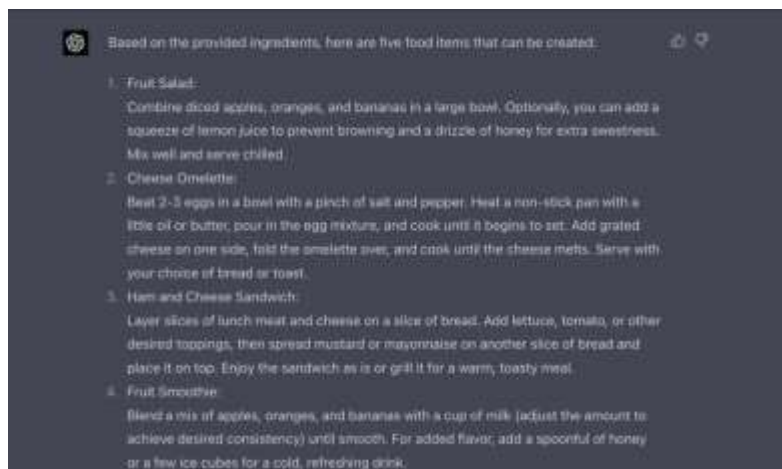 Based on the provided ingredients, here are five food items that can be created:
1. Fruit Salad:
Combine diced apples, oranges, and bananas in a large bowl. Optionally, you can add a
squeeze of lemon juice to prevent browning and a drizzle of honey for extra sweetness.
Mix well and serve chilled.
2. Cheese Omelette:
Beat 2-3 eggs in a bowl with a pinch of salt and pepper. Heat a non-stick pan with a
little oil or butter, pour in the egg mixture, and cook until it begins to set. Add grated
cheese on one side, fold the omelette over, and cook until the cheese melts. Serve with
your choice of bread or toast.
3. Ham and Cheese Sandwich:
Layer slices of lunch meat and cheese on a slice of bread. Add lettuce, tomato, or other
desired toppings, then spread mustard or mayonnaise on another slice of bread and
place it on top. Enjoy the sandwich as is or grill it for a warm, toasty meal.
4. Fruit Smoothie:
Blend a mix of apples, oranges, and bananas with a cup of milk (adjust the amount to
achieve desired consistency) until smooth. For added flavor, add a spoonful of honey
or a few ice cubes for a cold, refreshing drink.